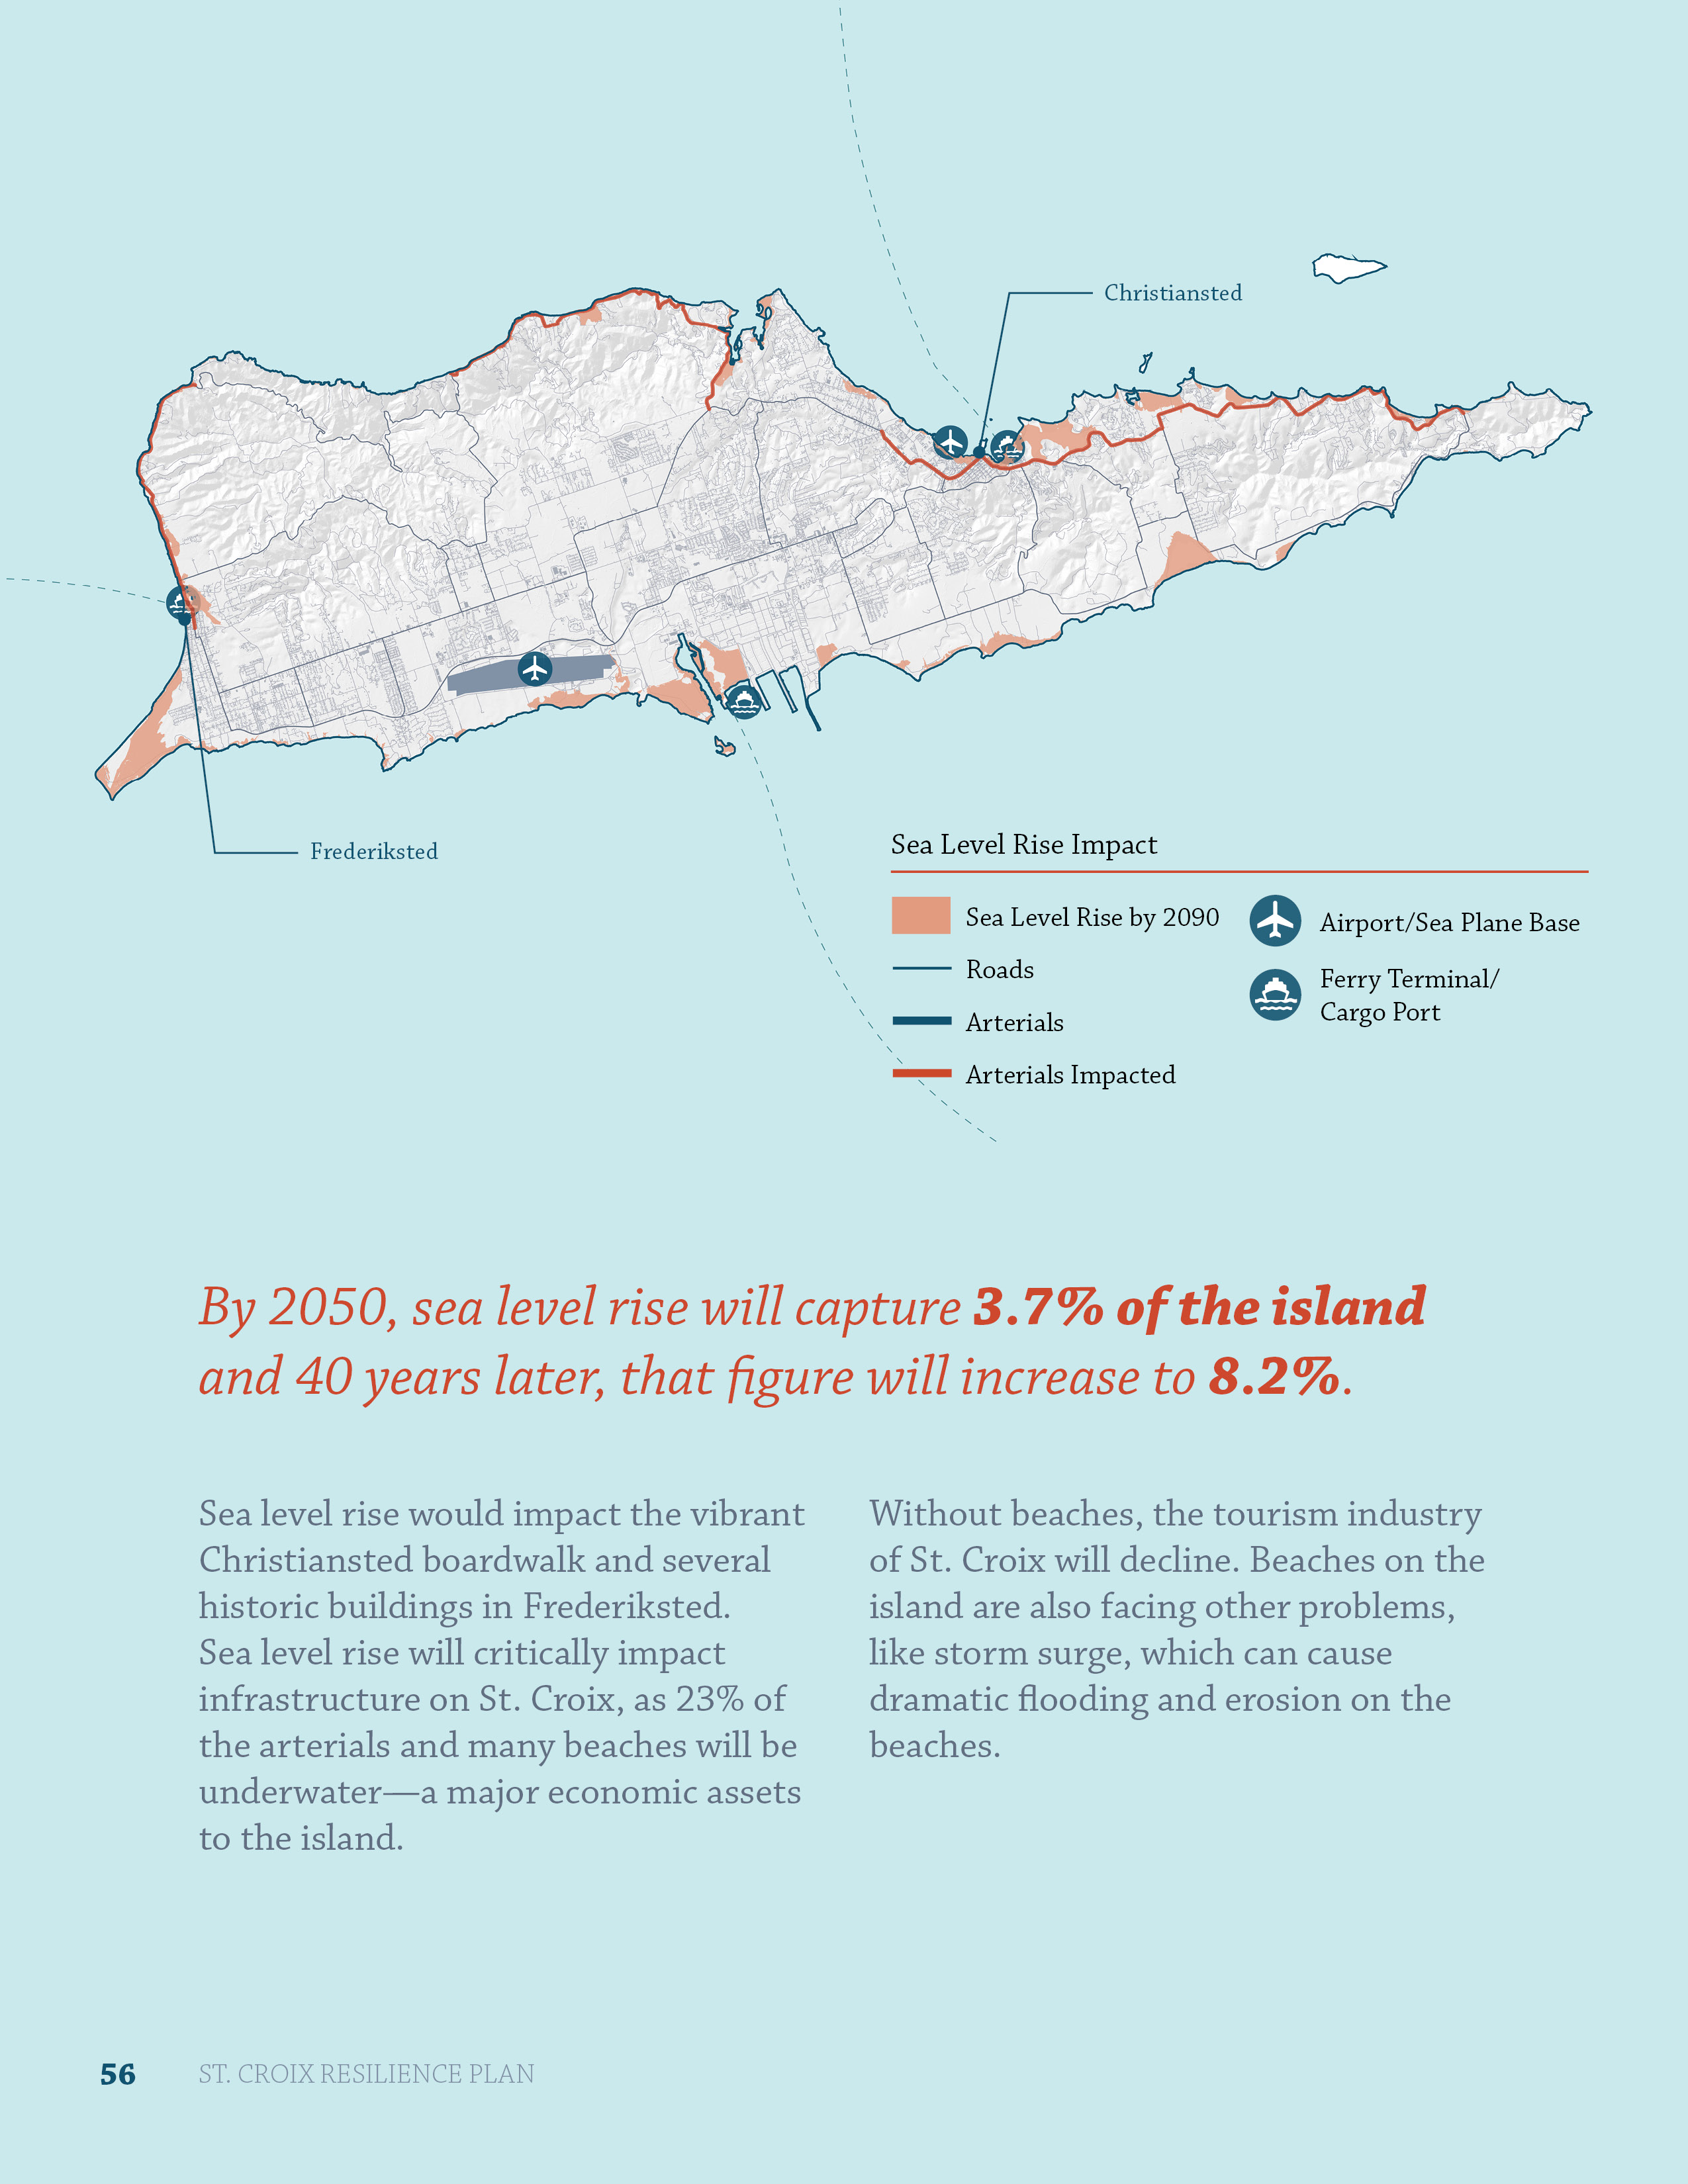 Christiansted
Frederiksted
Sea Level Rise Impact
Sea Level Rise by 2090
Roads
Arterials
Arterials Impacted
Airport/Sea Plane Base
Ferry Terminal/
Cargo Port
By 2050, sea level rise will capture 3.7% of the island
and 40 years later, that figure will increase to 8.2%.
Sea level rise would impact the vibrant
Christiansted boardwalk and several
historic buildings in Frederiksted.
Sea level rise will critically impact
infrastructure on St. Croix, as 23% of
the arterials and many beaches will be
underwater—a major economic assets
to the island.
Without beaches, the tourism industry
of St. Croix will decline. Beaches on the
island are also facing other problems,
like storm surge, which can cause
dramatic flooding and erosion on the
beaches.
56 ST. CROIX RESILIENCE PLAN